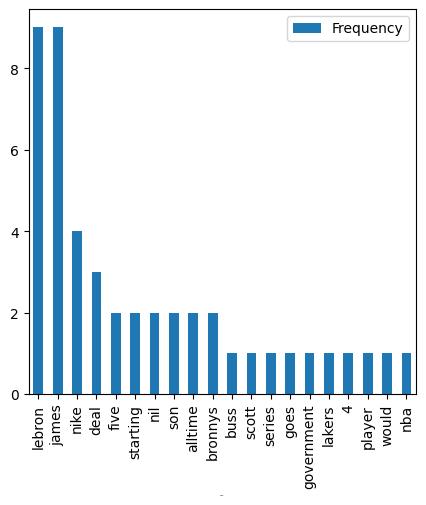 Frequency
8
6
4
2
0
lebron
james
nike
deal
five
starting
nil
son
alltime
bronnys
buss
scott
series
goes
government
lakers
4
player
would
nba